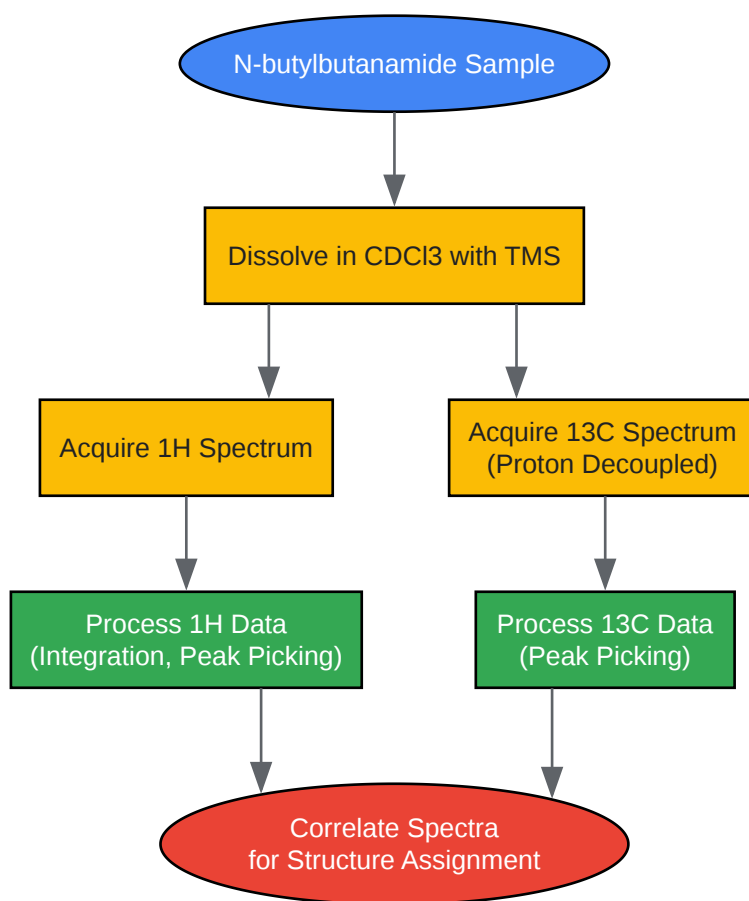 N-butylbutanamide Sample
Dissolve in CDCl3 with TMS
Acquire 1H Spectrum
Acquire 13C Spectrum
(Proton Decoupled)
Process 1H Data
(Integration, Peak Picking)
Process 13C Data
(Peak Picking)
Correlate Spectra
for Structure Assignment